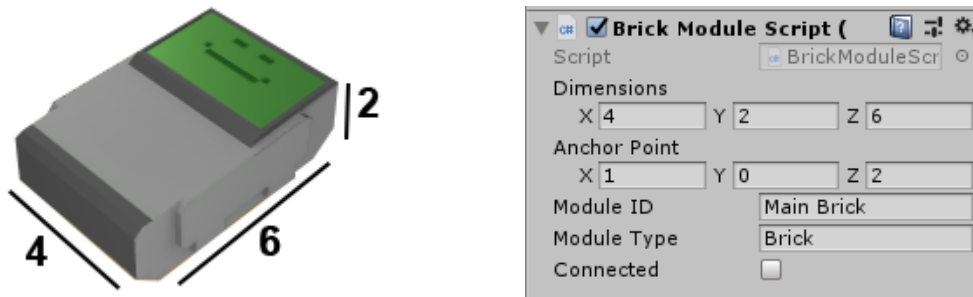 2
4
6
c# Brick Module Script (
Script BrickModuleScr
Dimensions
X 4 Y 2 Z 6
Anchor Point
X 1 Y 0 Z 2
Module ID Main Brick
Module Type Brick
Connected